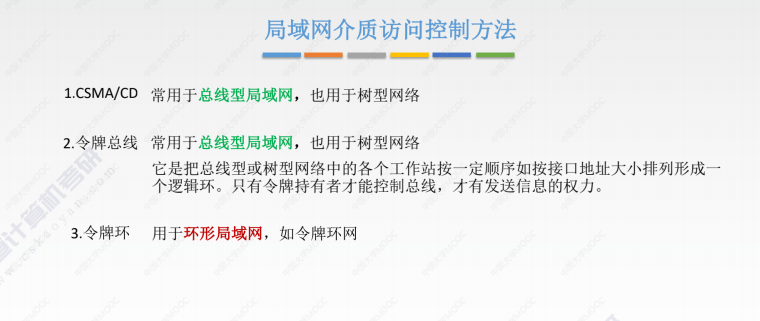 局域网介质访问控制方法
1.CSMA/CD 常用于总线型局域网，也用于树型网络
2.令牌总线 常用于总线型局域网，也用于树型网络
它是把总线型或树型网络中的各个工作站按一定顺序如按接口地址大小排列形成一
个逻辑环。只有令牌持有者才能控制总线，才有发送信息的权力。
3.令牌环 用于环形局域网，如令牌环网